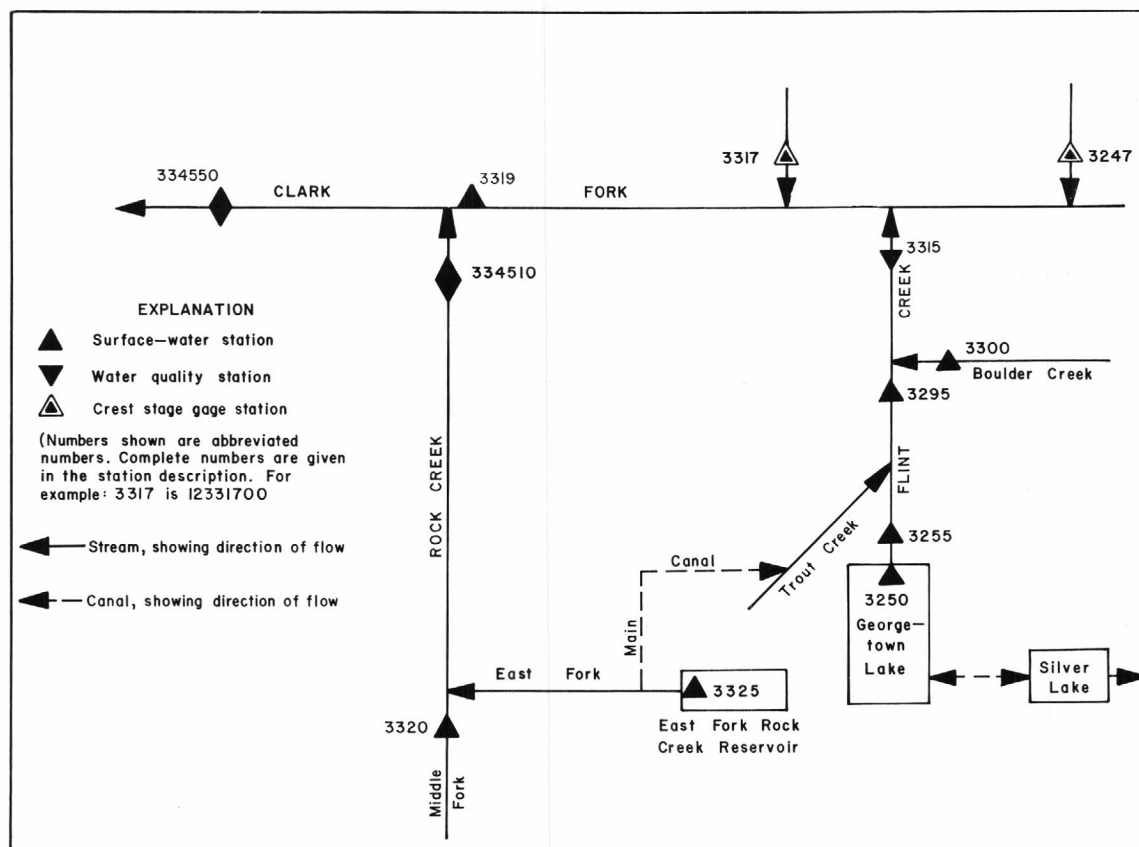 3317
3247
334550
CLARK
3319
FORK
3315
334510
CREEK
EXPLANATION
Surface—water station
Water quality station
Crest stage gage station
(Numbers shown are abbreviated
numbers. Complete numbers are given
in the station description. For
example: 3317 is 12331700
Stream, showing direction of flow
Canal, showing direction of flow
ROCK CREEK
3300
Boulder Creek
3295
FLINT
3255
Trout Creek
Canal
Main
3250
George—
town
Lake
Silver
Lake
East Fork
3325
East Fork Rock
Creek Reservoir
3320
Middle
Fork